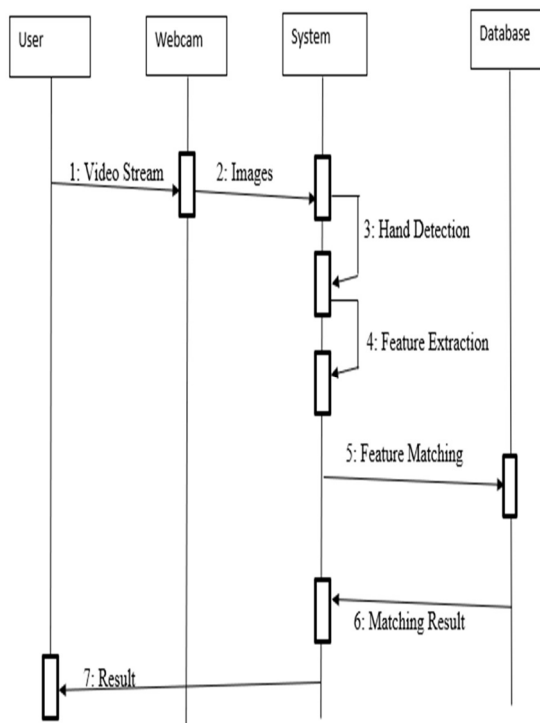 User
Webcam
System
Database
1: Video Stream
2: Images
3: Hand Detection
4: Feature Extraction
5: Feature Matching
6: Matching Result
7: Result